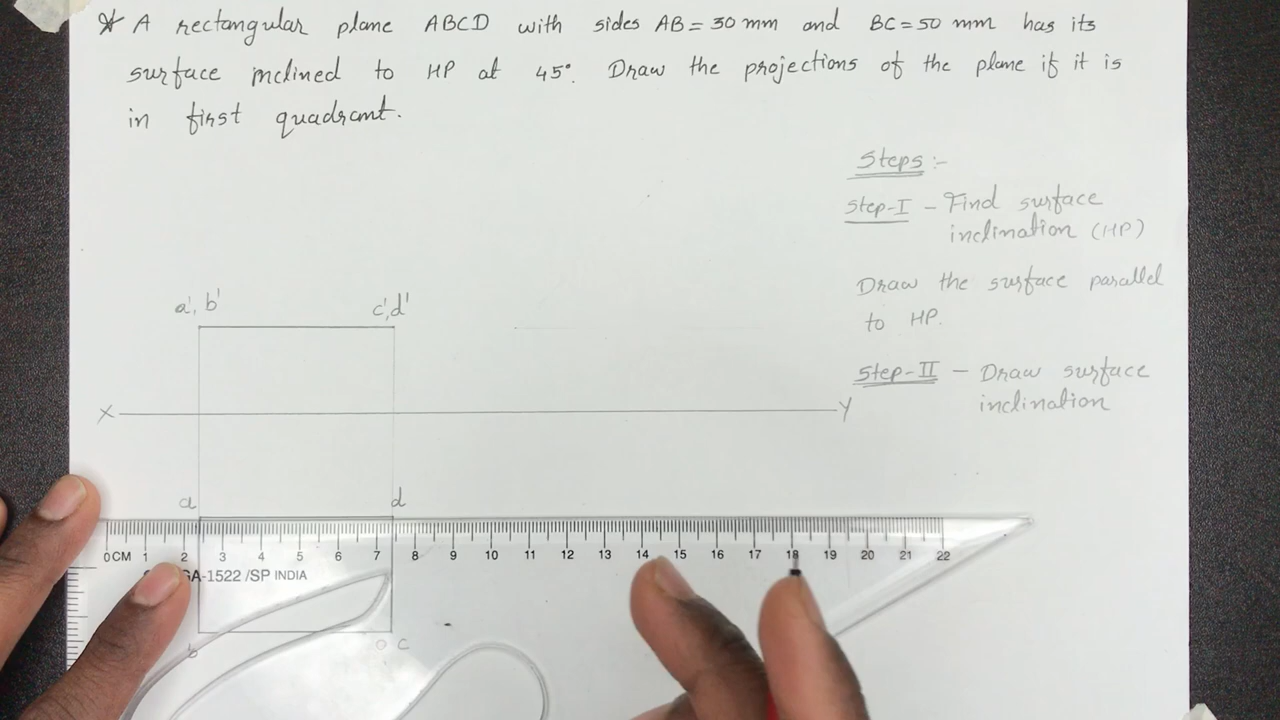 * A rectangular plane ABCD with sides AB = 30 mm and BC = 50 mm has its
surface inclined to HP at 45°. Draw the projections of the plane if it is
in first quadrant.
Steps :-
Step-I - Find surface
inclination (HP)
Draw the surface parallel
to HP.
Step-II - Draw surface
inclination
a', b' c', d'
X Y
a d
0CM 1 2 3 4 5 6 7 8 9 10 11 12 13 14 15 16 17 18 19 20 21 22
GA-1522 /SP INDIA
b c